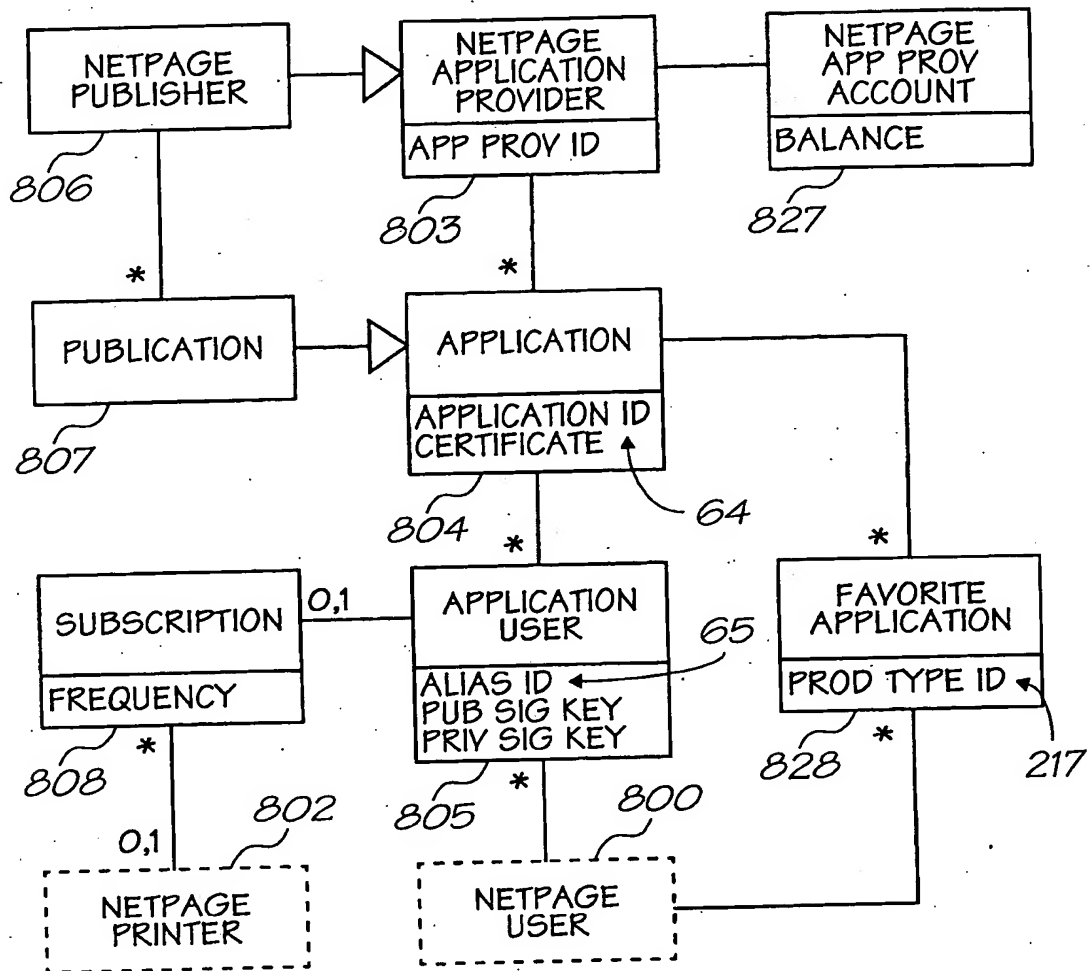 NETPAGE
PUBLISHER
806
NETPAGE
APPLICATION
PROVIDER
APP PROV ID
803
NETPAGE
APP PROV
ACCOUNT
BALANCE
827
*
*
PUBLICATION
807
APPLICATION
APPLICATION ID
CERTIFICATE
804
64
*
*
SUBSCRIPTION
FREQUENCY
808
0,1
APPLICATION
USER
ALIAS ID
PUB SIG KEY
PRIV SIG KEY
805
65
FAVORITE
APPLICATION
PROD TYPE ID
828
217
*
*
*
0,1
802
NETPAGE
PRINTER
800
NETPAGE
USER